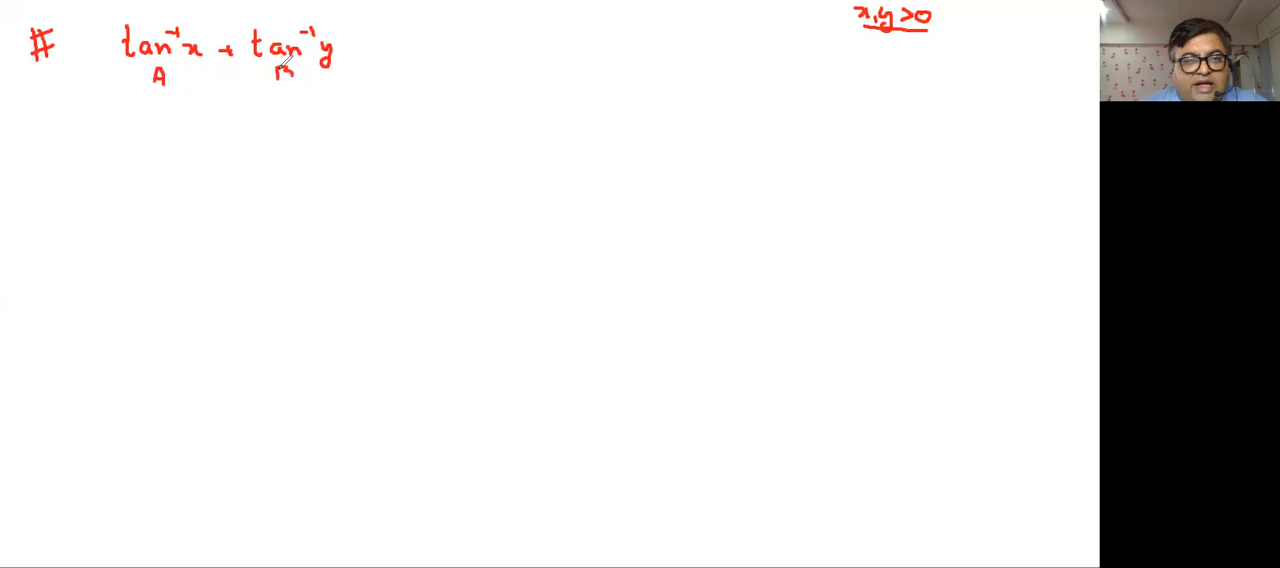 x, y > 0
# tan⁻¹x + tan⁻¹y
A